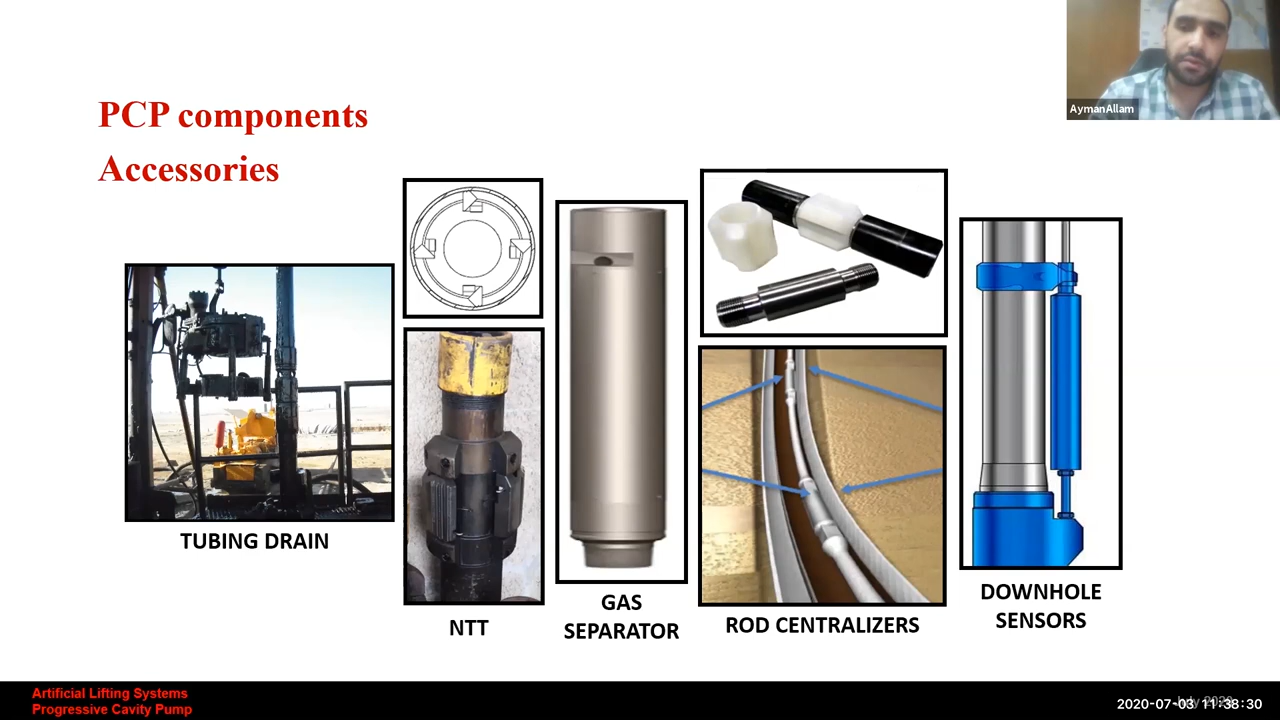 AymanAllam
PCP components
Accessories
TUBING DRAIN
NTT
GAS
SEPARATOR
ROD CENTRALIZERS
DOWNHOLE
SENSORS
Artificial Lifting Systems
Progressive Cavity Pump
2020-07-03 11:38:30